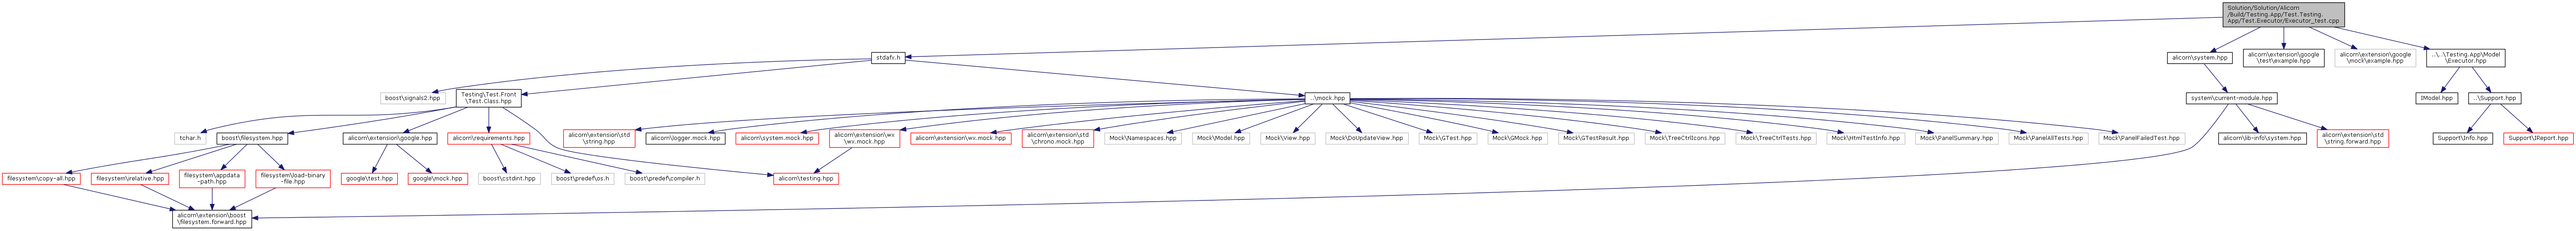 Solution/Solution/Alicorn
/Build/Testing.App/Test.Testing.
App/Test.Executor/Executor_test.cpp
stdafx.h
alicorn\system.hpp
alicorn\extension\google
\test\example.hpp
alicorn\extension\google
\mock\example.hpp
..\..\Testing.App\Model
\Executor.hpp
boost\signals2.hpp
Testing\Test.Front
\Test.Class.hpp
..\mock.hpp
system\current-module.hpp
IModel.hpp
..\Support.hpp
tchar.h
boost\filesystem.hpp
alicorn\extension\google.hpp
alicorn\requirements.hpp
alicorn\extension\std
\string.hpp
alicorn\logger.mock.hpp
alicorn\system.mock.hpp
alicorn\extension\wx
\wx.mock.hpp
alicorn\extension\wx.mock.hpp
alicorn\extension\std
\chrono.mock.hpp
Mock\Namespaces.hpp
Mock\Model.hpp
Mock\View.hpp
Mock\DoUpdateView.hpp
Mock\GTest.hpp
Mock\GMock.hpp
Mock\GTestResult.hpp
Mock\TreeCtrlIcons.hpp
Mock\TreeCtrlTests.hpp
Mock\HtmlTestInfo.hpp
Mock\PanelSummary.hpp
Mock\PanelAllTests.hpp
Mock\PanelFailedTest.hpp
alicorn\lib-info\system.hpp
alicorn\extension\std
\string.forward.hpp
Support\Info.hpp
Support\IReport.hpp
filesystem\copy-all.hpp
filesystem\relative.hpp
filesystem\appdata
-path.hpp
filesystem\load-binary
-file.hpp
google\test.hpp
google\mock.hpp
boost\cstdint.hpp
boost\predef\os.h
boost\predef\compiler.h
alicorn\testing.hpp
alicorn\extension\boost
\filesystem.forward.hpp